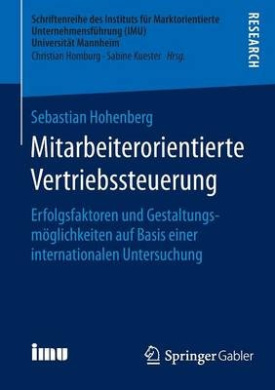 Schriftenreihe des Instituts für Marktorientierte
Unternehmensführung (IMU)
Universität Mannheim
Christian Homburg · Sabine Kuester Hrsg.
RESEARCH
Sebastian Hohenberg
Mitarbeiterorientierte
Vertriebssteuerung
Erfolgsfaktoren und Gestaltungs-
möglichkeiten auf Basis einer
internationalen Untersuchung
imu
Springer Gabler